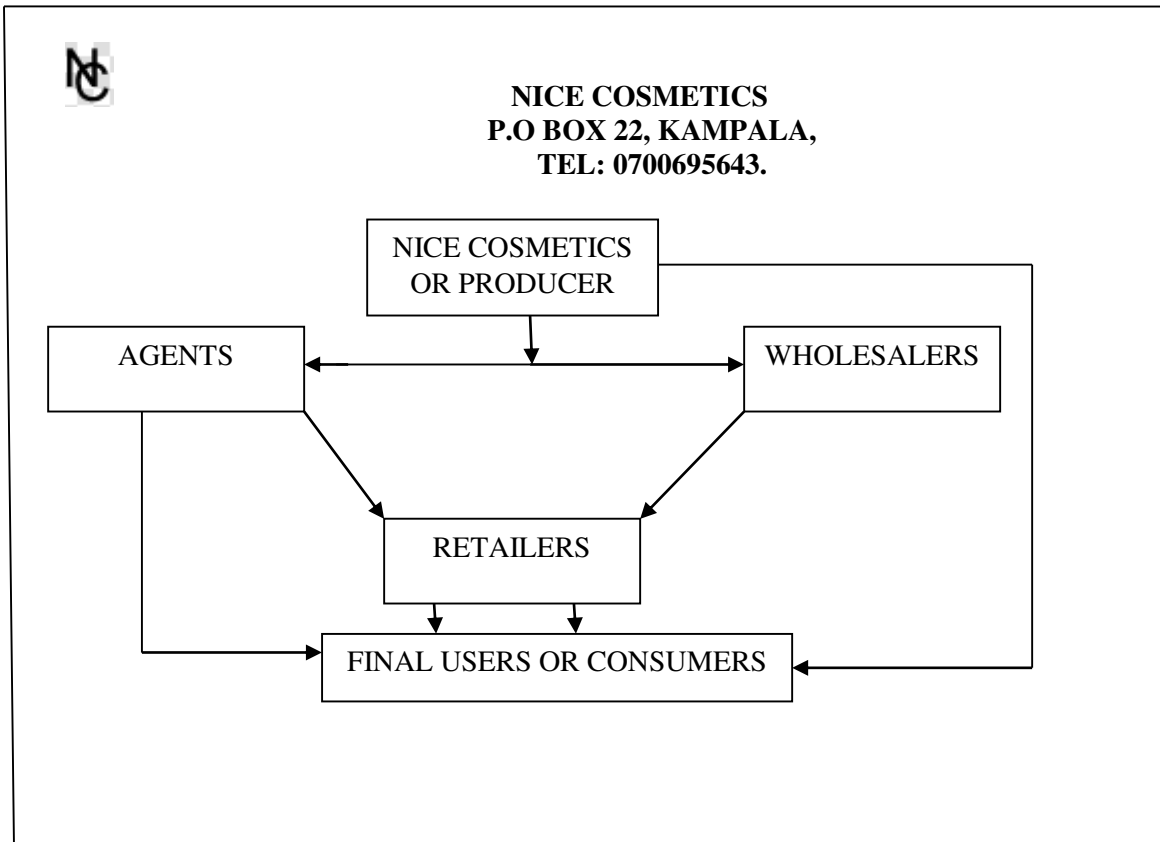 NC
NICE COSMETICS
P.O BOX 22, KAMPALA,
TEL: 0700695643.
NICE COSMETICS
OR PRODUCER
AGENTS
WHOLESALERS
RETAILERS
FINAL USERS OR CONSUMERS